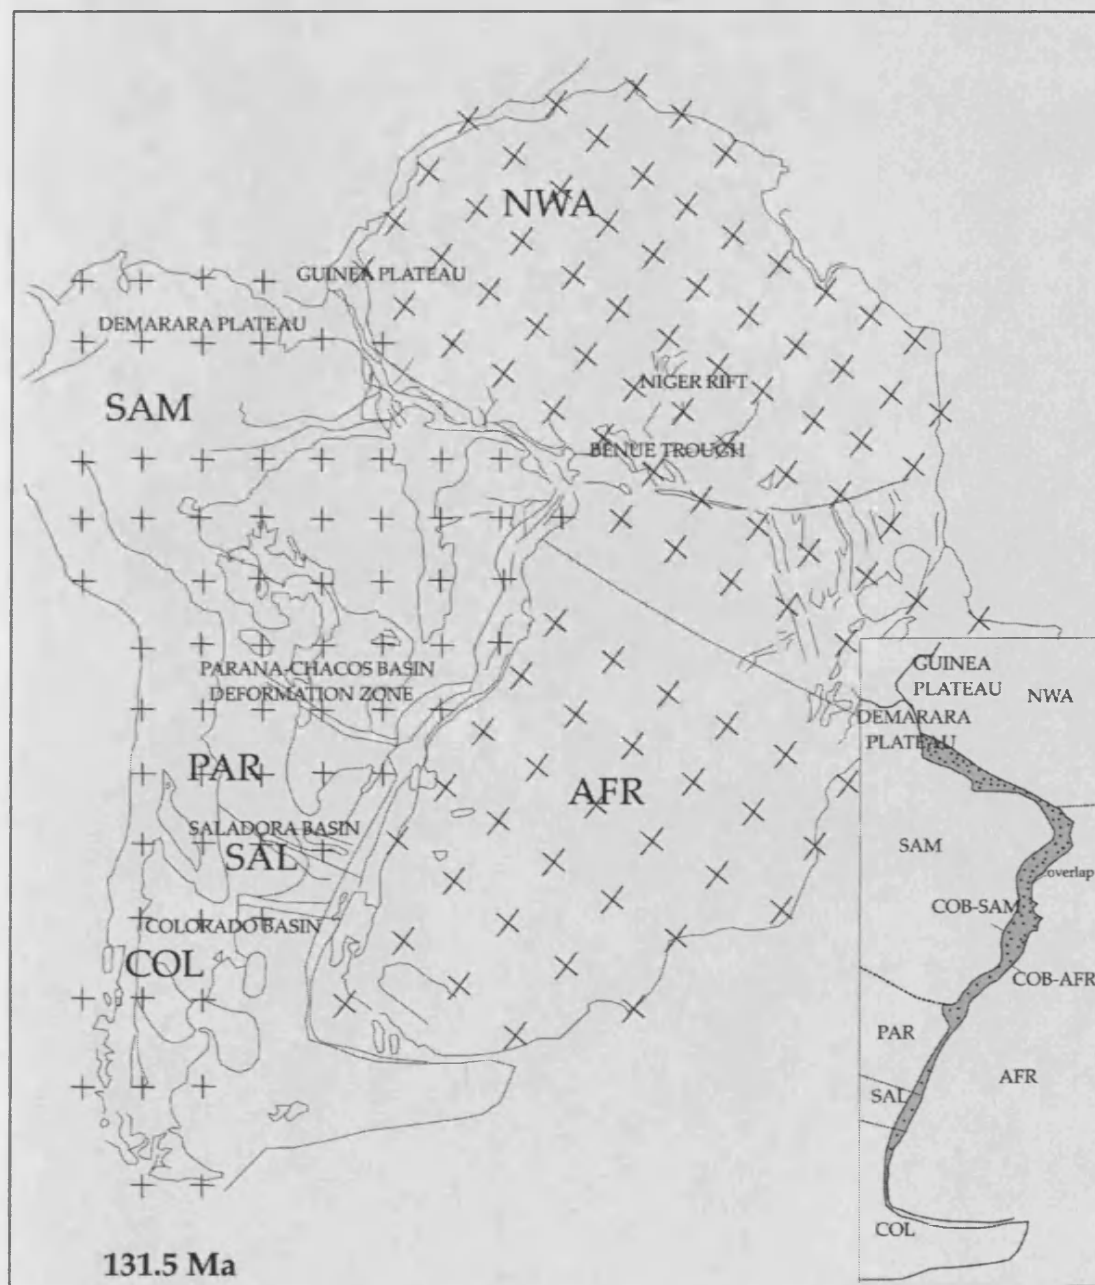 NWA
GUINEA PLATEAU
DEMARARA PLATEAU
SAM
NIGER RIFT
BENUE TROUGH
PARANA-CHACOS BASIN
DEFORMATION ZONE
PAR
AFR
SALADORA BASIN
SAL
COLORADO BASIN
COL
131.5 Ma
GUINEA
PLATEAU
NWA
DEMARARA
PLATEAU
SAM
overlap
COB-SAM
COB-AFR
PAR
AFR
SAL
COL